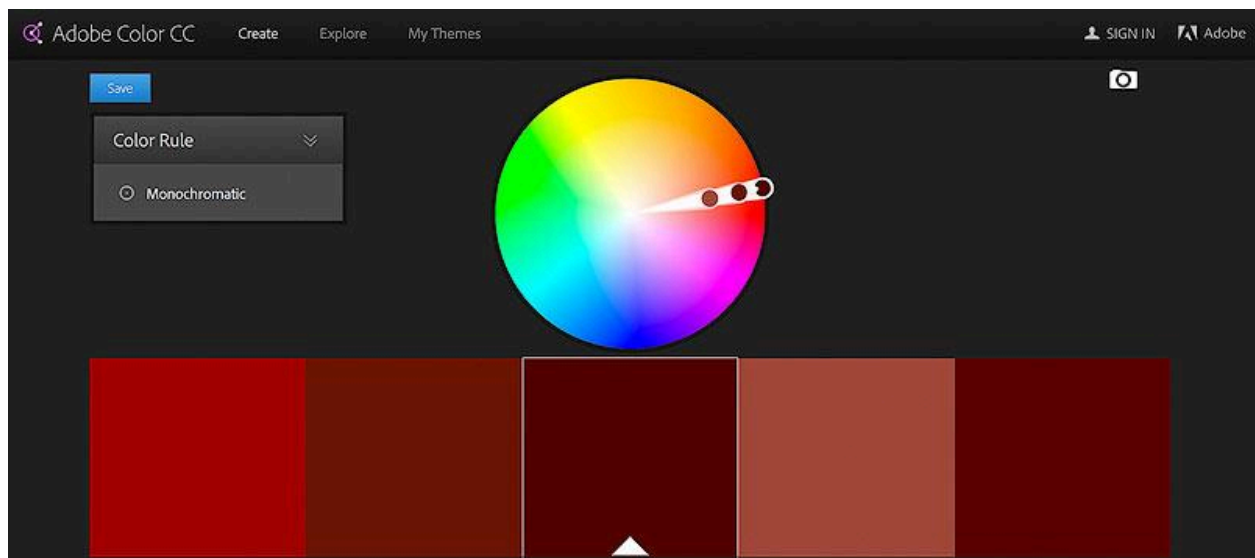 Adobe Color CC Create Explore My Themes SIGN IN Adobe
Save
Color Rule
Monochromatic